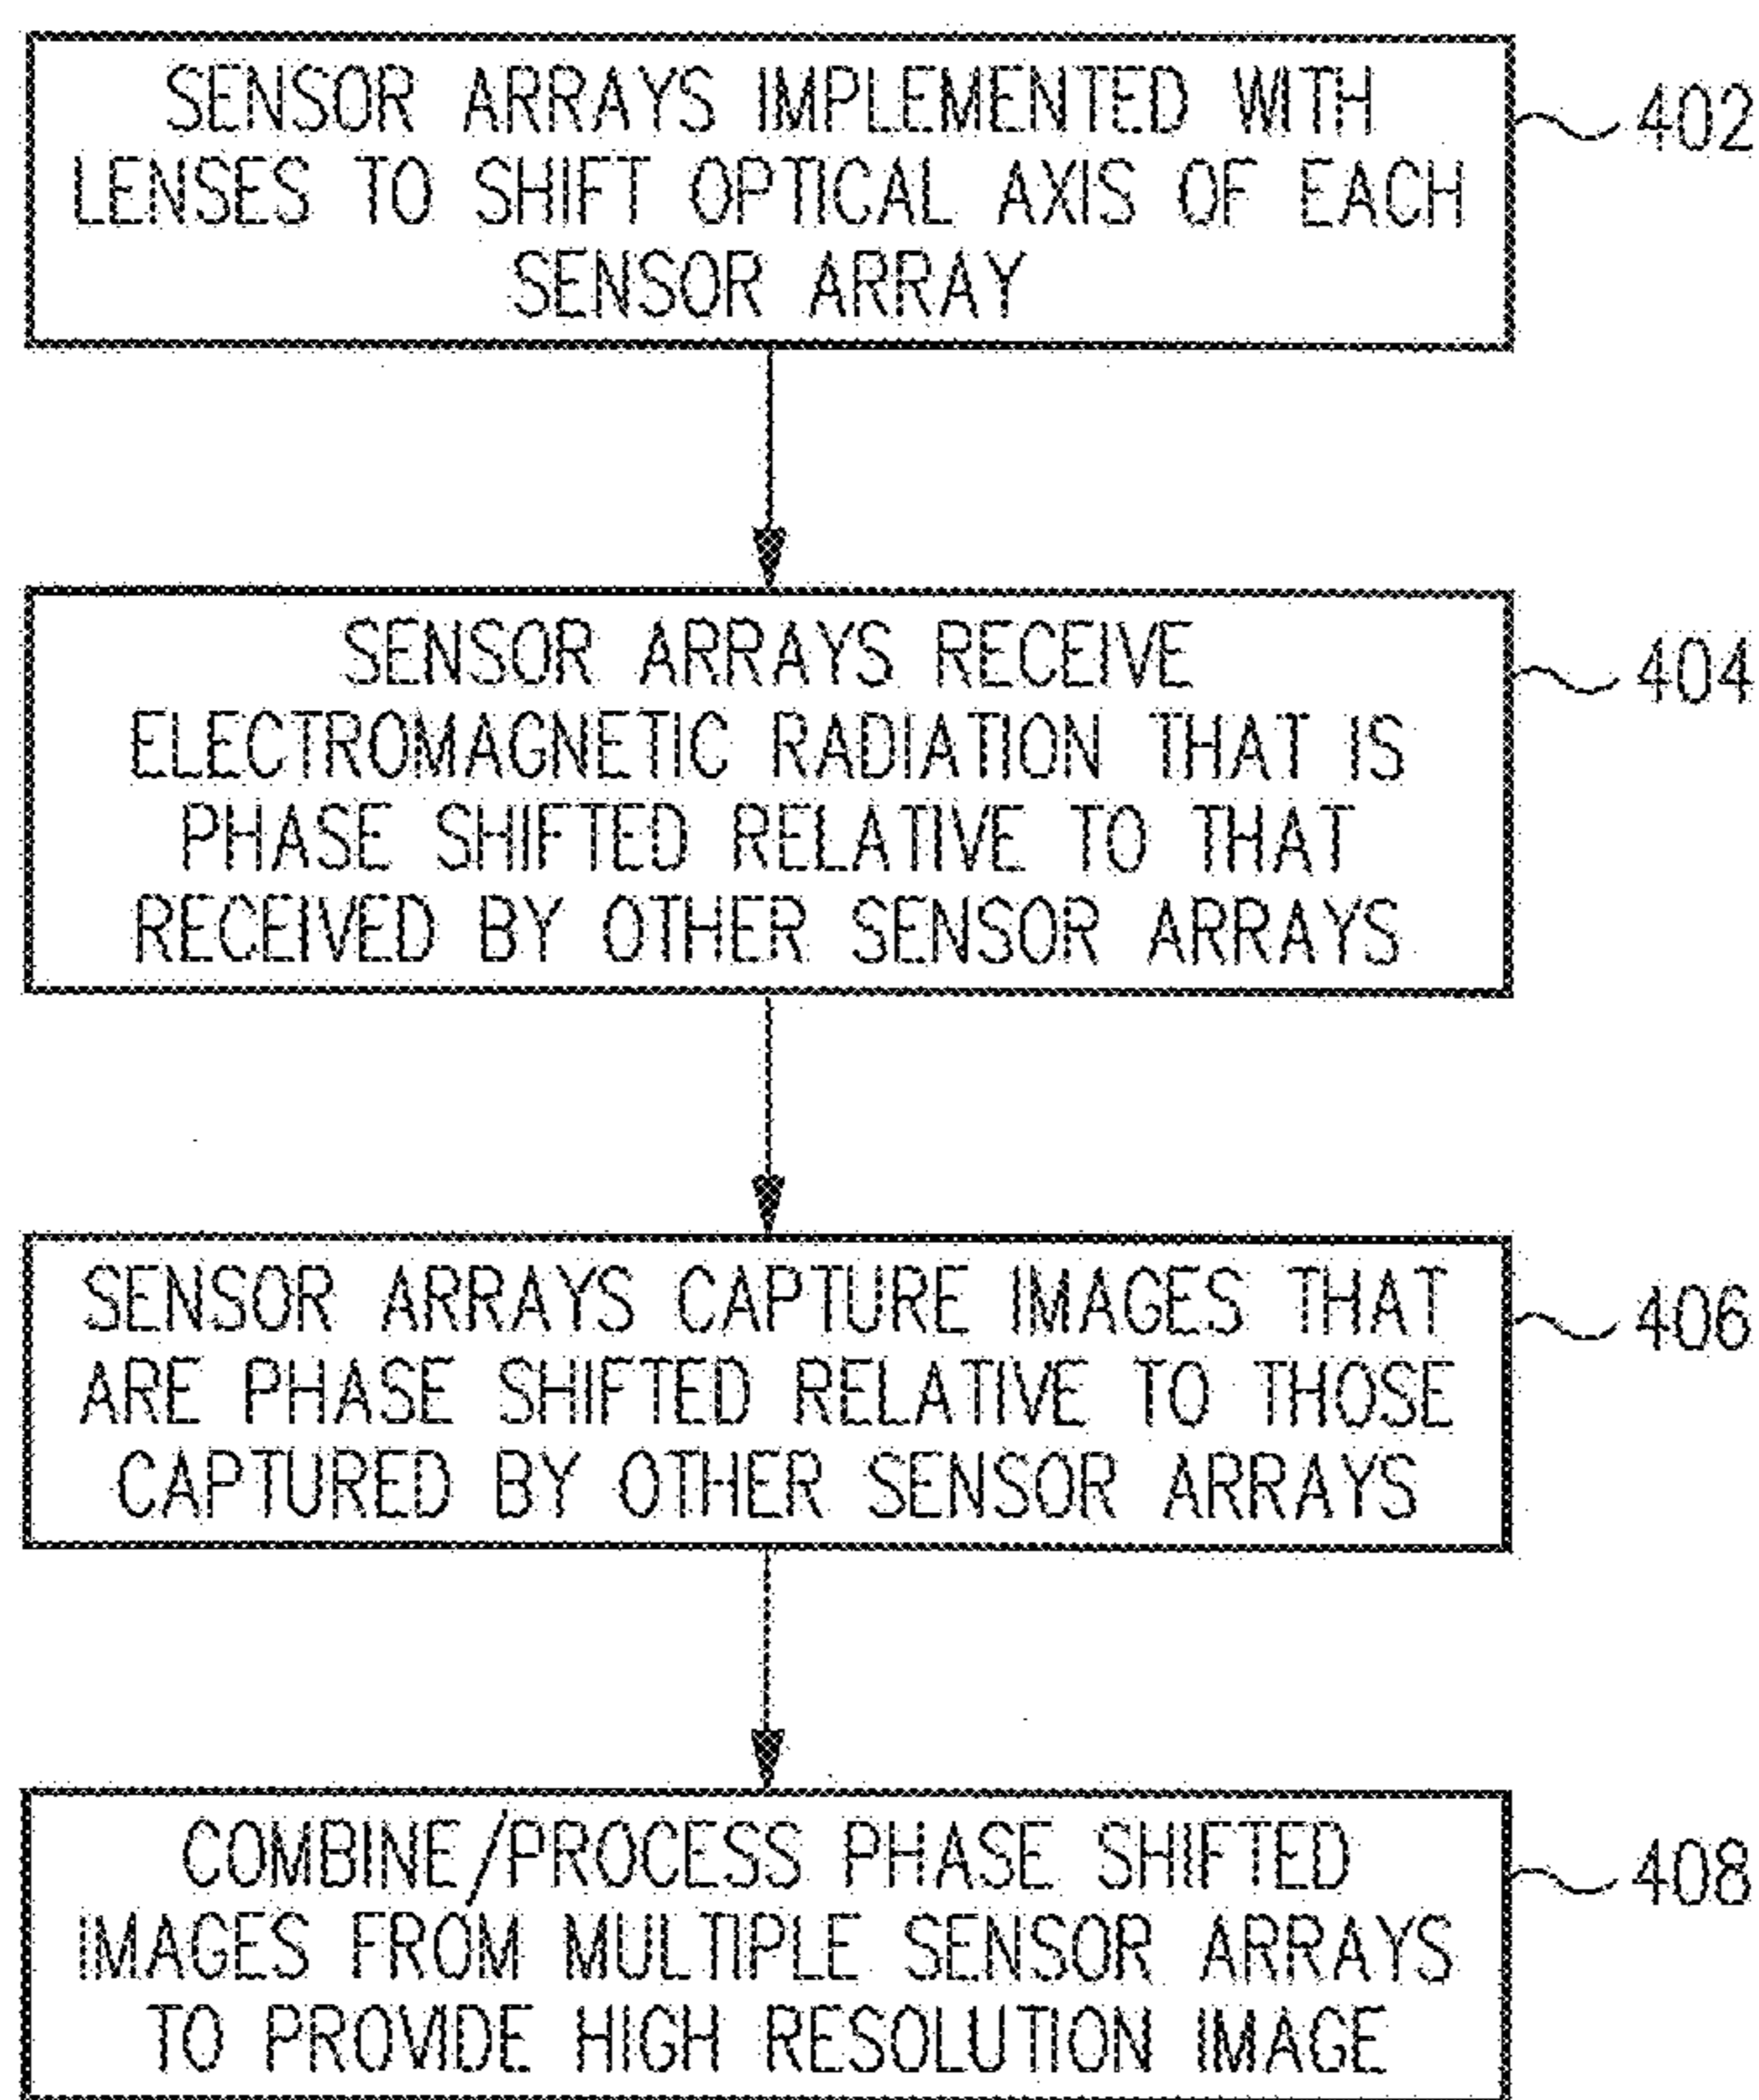 SENSOR ARRAYS IMPLEMENTED WITH
LENSES TO SHIFT OPTICAL AXIS OF EACH
SENSOR ARRAY
402
SENSOR ARRAYS RECEIVE
ELECTROMAGNETIC RADIATION THAT IS
PHASE SHIFTED RELATIVE TO THAT
RECEIVED BY OTHER SENSOR ARRAYS
404
SENSOR ARRAYS CAPTURE IMAGES THAT
ARE PHASE SHIFTED RELATIVE TO THOSE
CAPTURED BY OTHER SENSOR ARRAYS
406
COMBINE/PROCESS PHASE SHIFTED
IMAGES FROM MULTIPLE SENSOR ARRAYS
TO PROVIDE HIGH RESOLUTION IMAGE
408